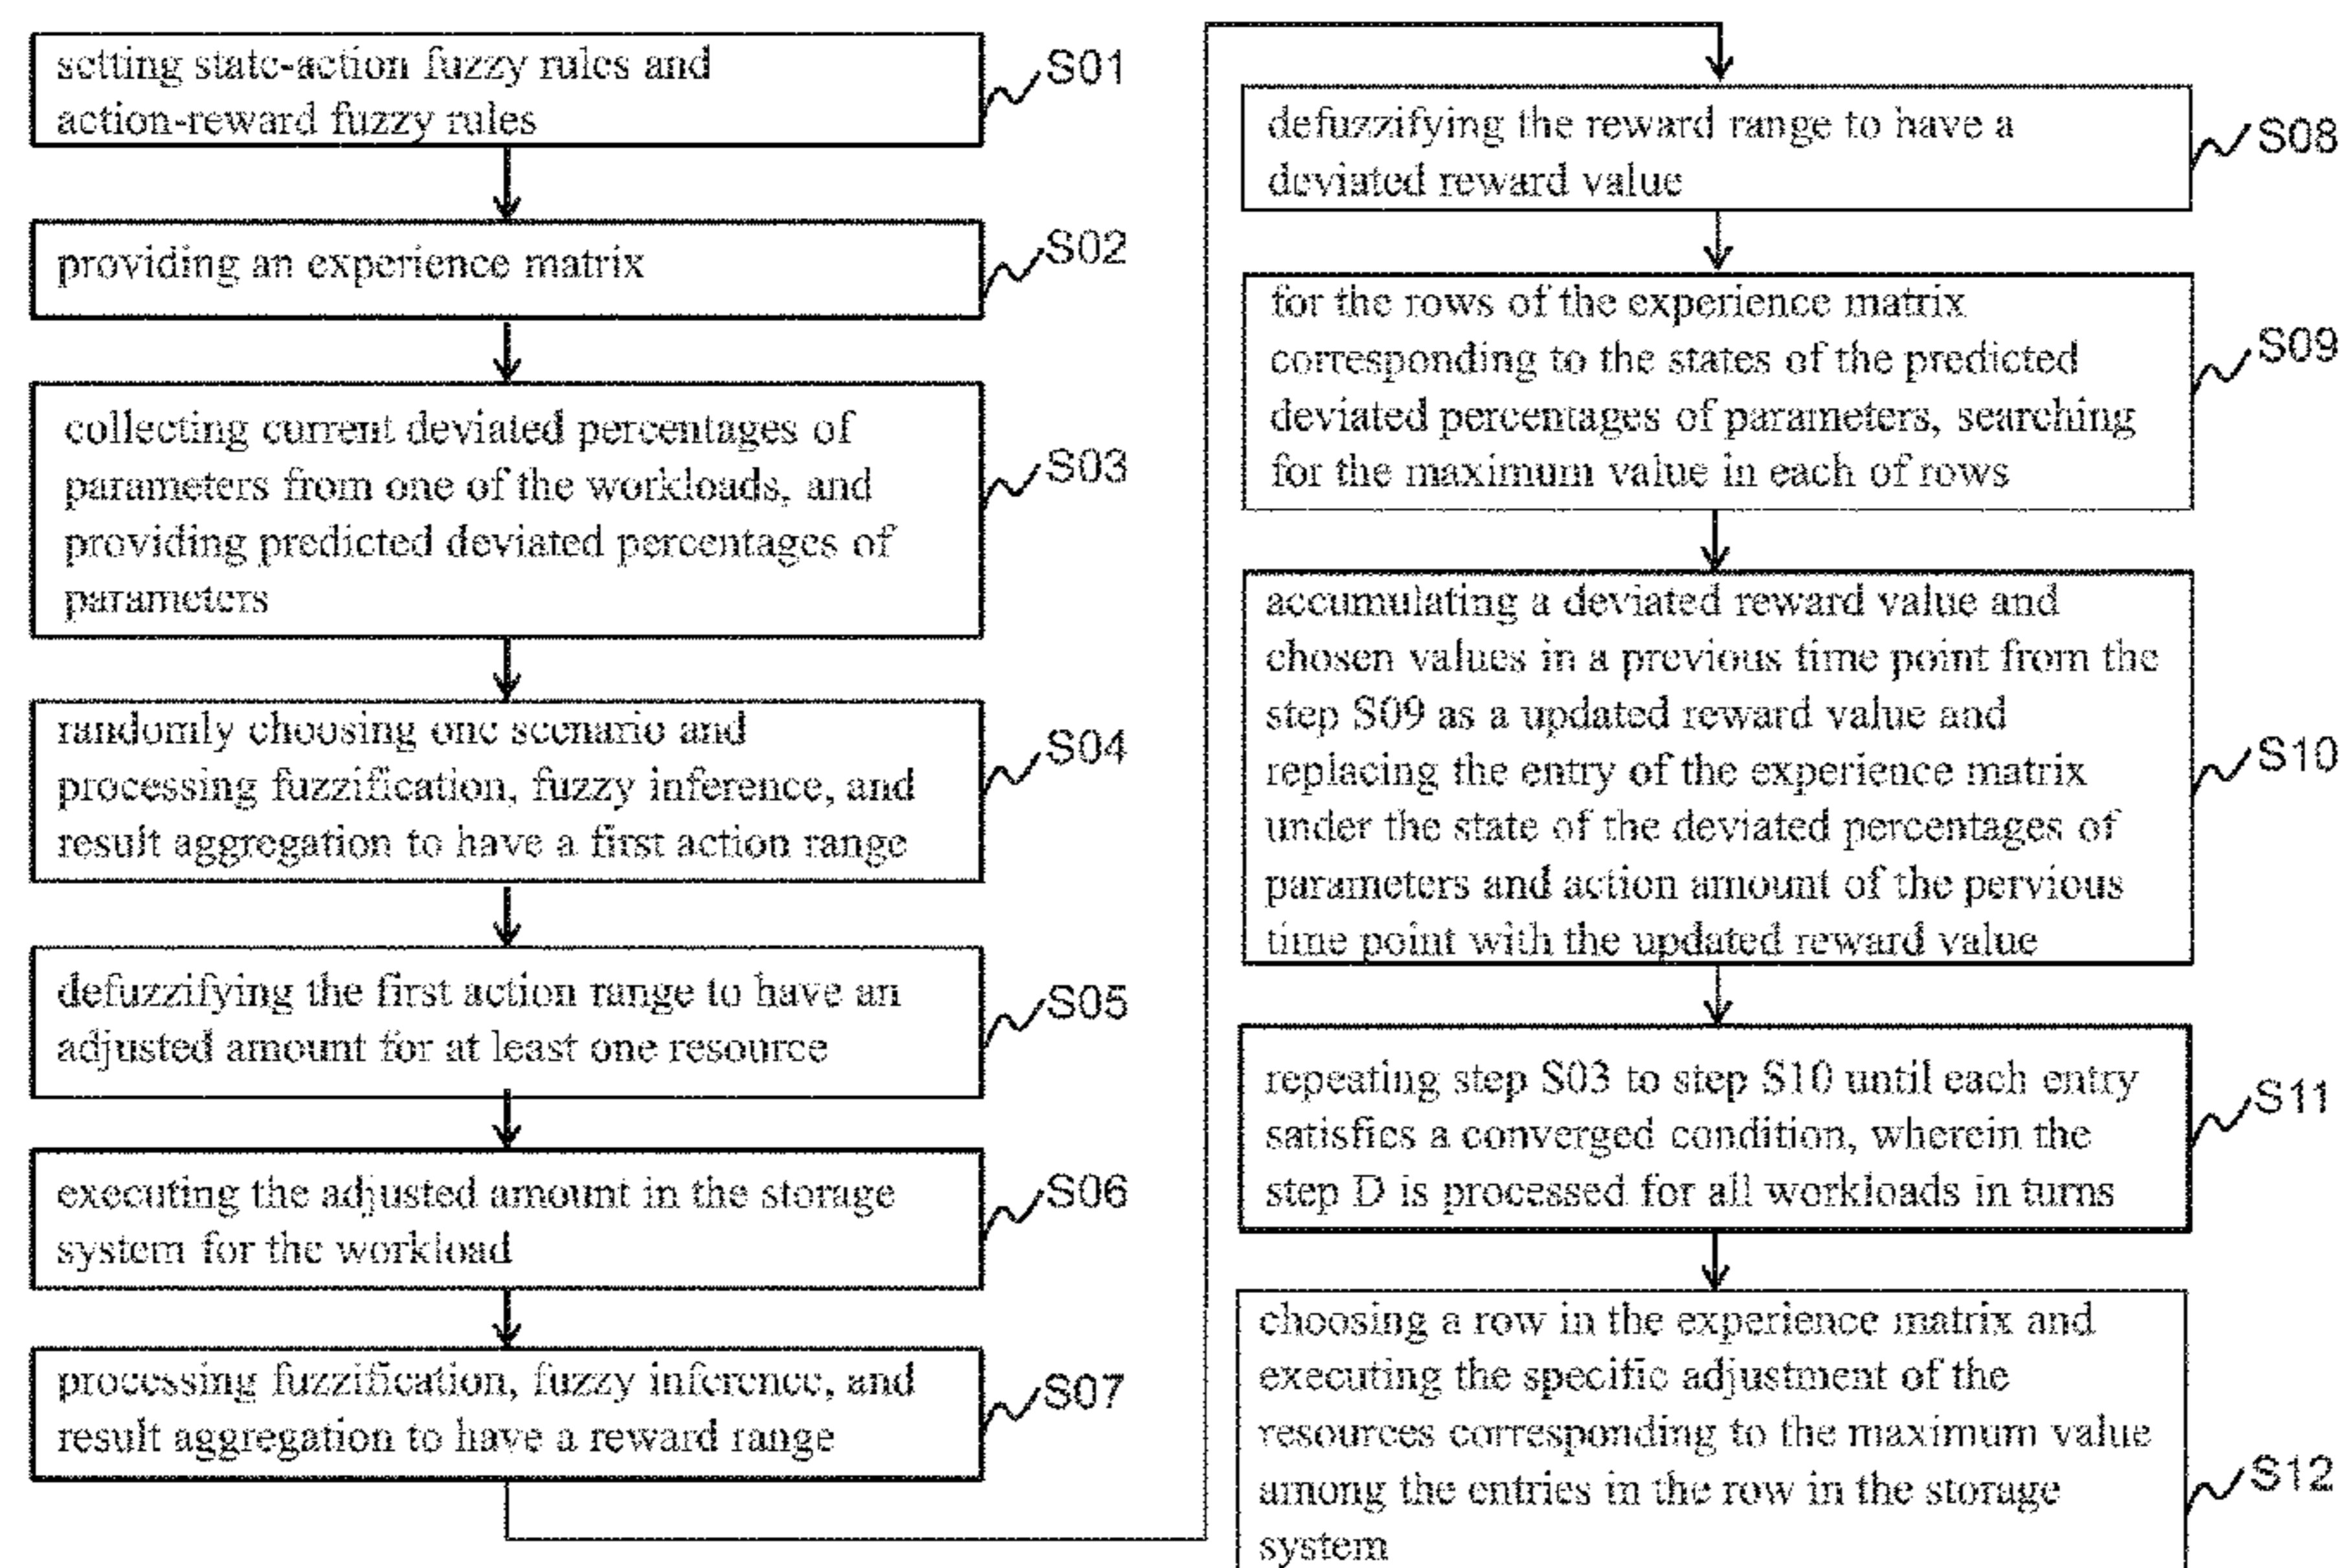 setting state-action fuzzy rules and
action-reward fuzzy rules
S01
providing an experience matrix
S02
collecting current deviated percentages of
parameters from one of the workloads, and
providing predicted deviated percentages of
parameters
S03
randomly choosing one scenario and
processing fuzzification, fuzzy inference, and
result aggregation to have a first action range
S04
defuzzifying the first action range to have an
adjusted amount for at least one resource
S05
executing the adjusted amount in the storage
system for the workload
S06
processing fuzzification, fuzzy inference, and
result aggregation to have a reward range
S07
defuzzifying the reward range to have a
deviated reward value
S08
for the rows of the experience matrix
corresponding to the states of the predicted
deviated percentages of parameters, searching
for the maximum value in each of rows
S09
accumulating a deviated reward value and
chosen values in a previous time point from the
step S09 as a updated reward value and
replacing the entry of the experience matrix
under the state of the deviated percentages of
parameters and action amount of the pervious
time point with the updated reward value
S10
repeating step S03 to step S10 until each entry
satisfies a converged condition, wherein the
step D is processed for all workloads in turns
S11
choosing a row in the experience matrix and
executing the specific adjustment of the
resources corresponding to the maximum value
among the entries in the row in the storage
system
S12